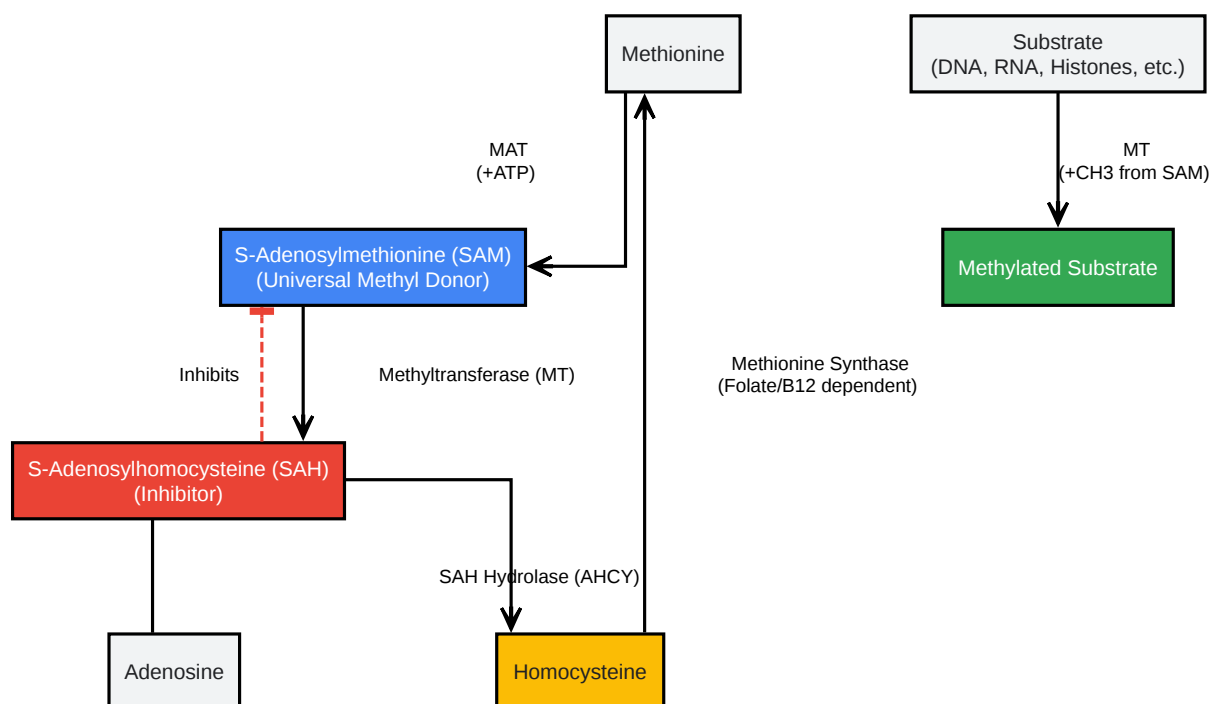 Methionine
Substrate
(DNA, RNA, Histones, etc.)
MAT
(+ATP)
MT
(+CH3 from SAM)
S-Adenosylmethionine (SAM)
(Universal Methyl Donor)
Methylated Substrate
Inhibits
Methyltransferase (MT)
Methionine Synthase
(Folate/B12 dependent)
S-Adenosylhomocysteine (SAH)
(Inhibitor)
SAH Hydrolase (AHCY)
Adenosine
Homocysteine